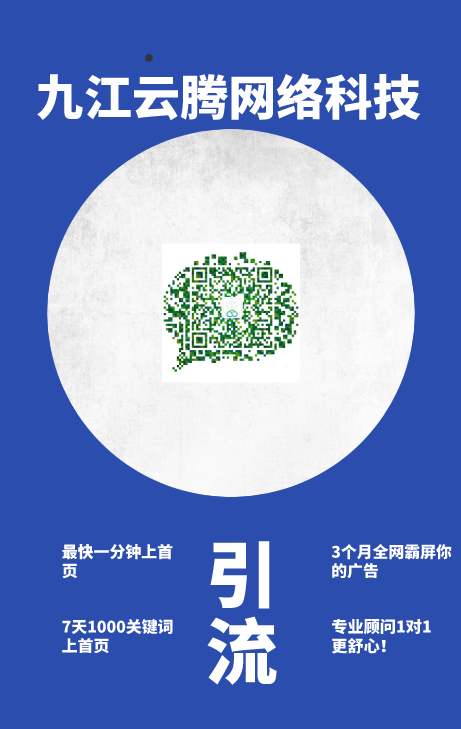 九江云腾网络科技
最快一分钟上首
页
7天1000关键词
上首页
引
流
3个月全网霸屏你
的广告
专业顾问1对1
更舒心！